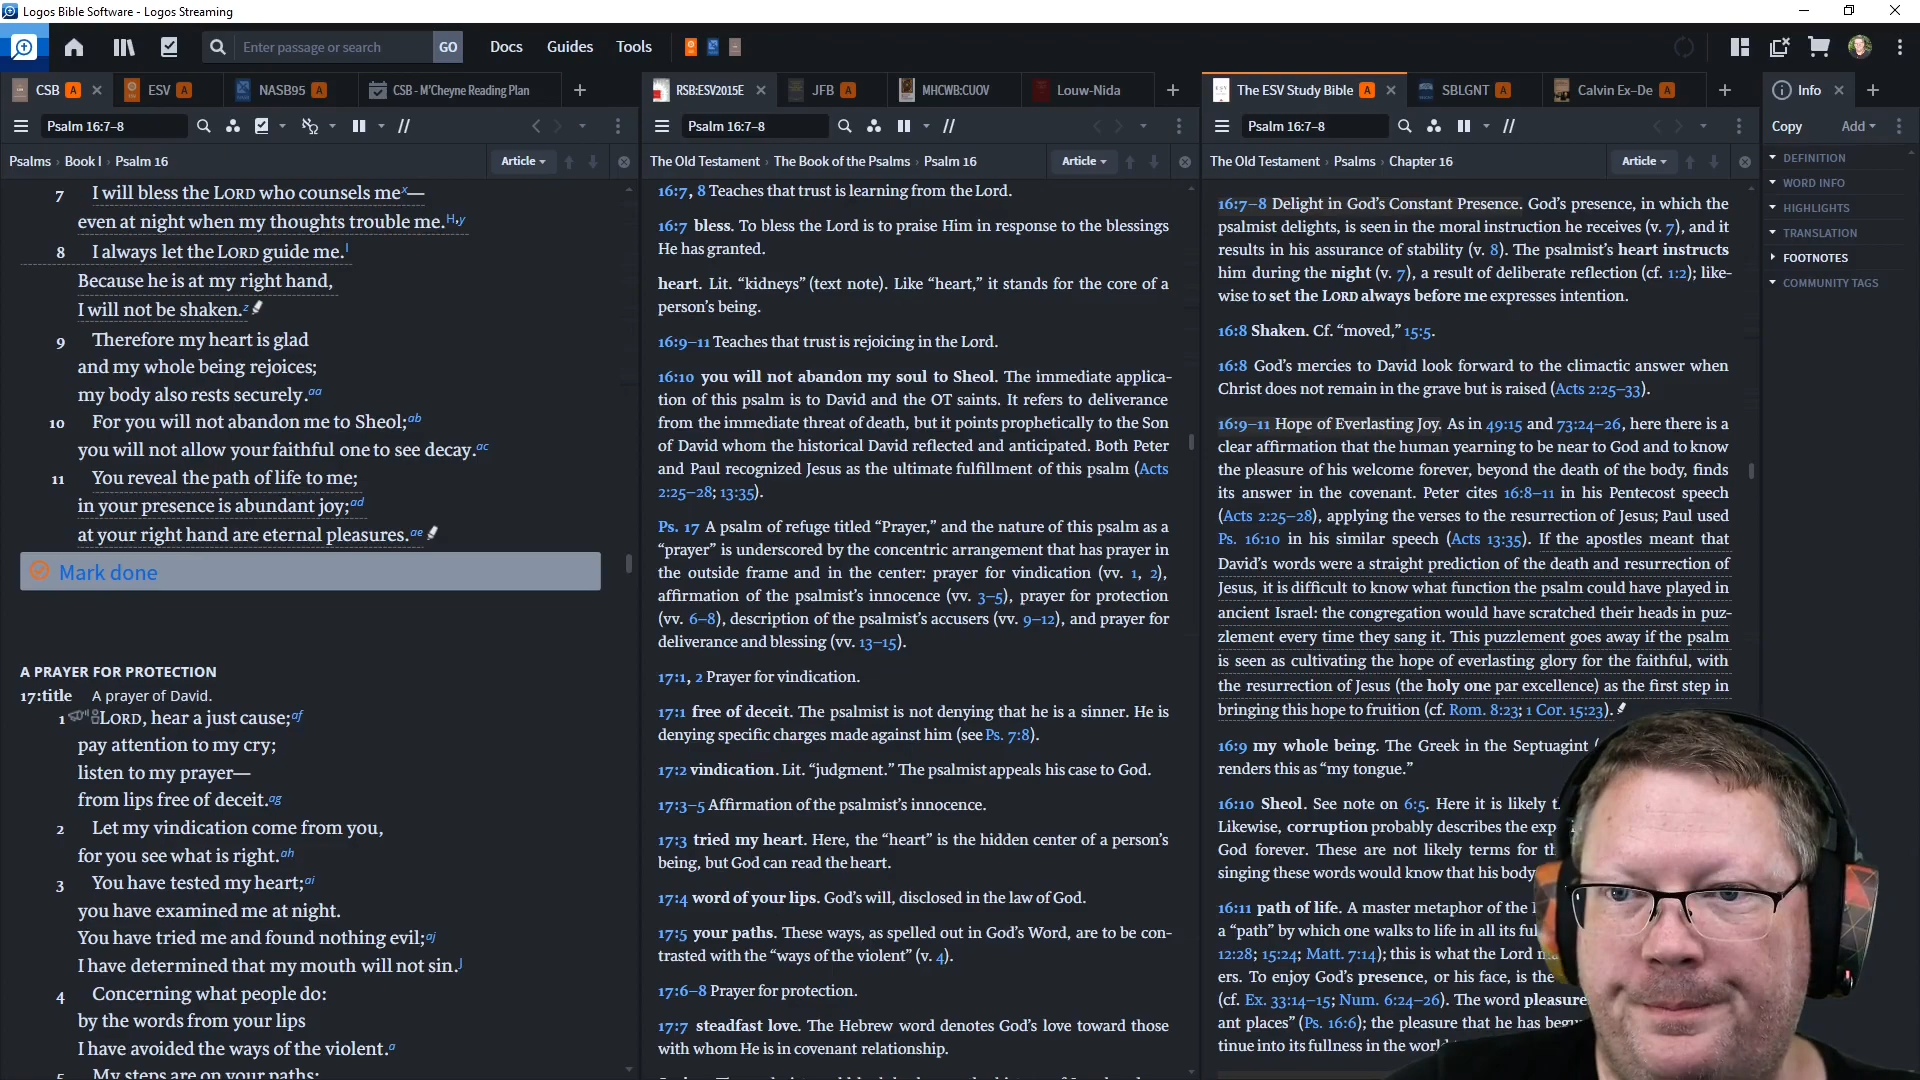 Logos Bible Software - Logos Streaming
Enter passage or search
GO
Docs
Guides
Tools
CSB A
ESV A
NASB95 A
CSB - M'Cheyne Reading Plan
Psalm 16:7–8
Psalms › Book I › Psalm 16
Article
7 I will bless the LORD who counsels me x—
even at night when my thoughts trouble me. H,y
8 I always let the LORD guide me. I
Because he is at my right hand,
I will not be shaken. z
9 Therefore my heart is glad
and my whole being rejoices;
my body also rests securely. aa
10 For you will not abandon me to Sheol; ab
you will not allow your faithful one to see decay. ac
11 You reveal the path of life to me;
in your presence is abundant joy; ad
at your right hand are eternal pleasures. ae
Mark done
A PRAYER FOR PROTECTION
17:title A prayer of David.
1 LORD, hear a just cause; af
pay attention to my cry;
listen to my prayer—
from lips free of deceit. ag
2 Let my vindication come from you,
for you see what is right. ah
3 You have tested my heart; ai
you have examined me at night.
You have tried me and found nothing evil; aj
I have determined that my mouth will not sin. J
4 Concerning what people do:
by the words from your lips
I have avoided the ways of the violent. a
5 My steps are on your paths;
RSB:ESV2015E
JFB A
MHCWB:CUOV
Louw-Nida
Psalm 16:7–8
The Old Testament › The Book of the Psalms › Psalm 16
Article
16:7, 8 Teaches that trust is learning from the Lord.
16:7 bless. To bless the Lord is to praise Him in response to the blessings
He has granted.
heart. Lit. “kidneys” (text note). Like “heart,” it stands for the core of a
person’s being.
16:9–11 Teaches that trust is rejoicing in the Lord.
16:10 you will not abandon my soul to Sheol. The immediate applica-
tion of this psalm is to David and the OT saints. It refers to deliverance
from the immediate threat of death, but it points prophetically to the Son
of David whom the historical David reflected and anticipated. Both Peter
and Paul recognized Jesus as the ultimate fulfillment of this psalm (Acts
2:25–28; 13:35).
Ps. 17 A psalm of refuge titled “Prayer,” and the nature of this psalm as a
“prayer” is underscored by the concentric arrangement that has prayer in
the outside frame and in the center: prayer for vindication (vv. 1, 2),
affirmation of the psalmist’s innocence (vv. 3–5), prayer for protection
(vv. 6–8), description of the psalmist’s accusers (vv. 9–12), and prayer for
deliverance and blessing (vv. 13–15).
17:1, 2 Prayer for vindication.
17:1 free of deceit. The psalmist is not denying that he is a sinner. He is
denying specific charges made against him (see Ps. 7:8).
17:2 vindication. Lit. “judgment.” The psalmist appeals his case to God.
17:3–5 Affirmation of the psalmist’s innocence.
17:3 tried my heart. Here, the “heart” is the hidden center of a person’s
being, but God can read the heart.
17:4 word of your lips. God’s will, disclosed in the law of God.
17:5 your paths. These ways, as spelled out in God’s Word, are to be con-
trasted with the “ways of the violent” (v. 4).
17:6–8 Prayer for protection.
17:7 steadfast love. The Hebrew word denotes God’s love toward those
with whom He is in covenant relationship.
The ESV Study Bible A
SBLGNT A
Calvin Ex–De A
Psalm 16:7–8
The Old Testament › Psalms › Chapter 16
Article
16:7–8 Delight in God’s Constant Presence. God’s presence, in which the
psalmist delights, is seen in the moral instruction he receives (v. 7), and it
results in his assurance of stability (v. 8). The psalmist’s heart instructs
him during the night (v. 7), a result of deliberate reflection (cf. 1:2); like-
wise to set the LORD always before me expresses intention.
16:8 Shaken. Cf. “moved,” 15:5.
16:8 God’s mercies to David look forward to the climactic answer when
Christ does not remain in the grave but is raised (Acts 2:25–33).
16:9–11 Hope of Everlasting Joy. As in 49:15 and 73:24–26, here there is a
clear affirmation that the human yearning to be near to God and to know
the pleasure of his welcome forever, beyond the death of the body, finds
its answer in the covenant. Peter cites 16:8–11 in his Pentecost speech
(Acts 2:25–28), applying the verses to the resurrection of Jesus; Paul used
Ps. 16:10 in his similar speech (Acts 13:35). If the apostles meant that
David’s words were a straight prediction of the death and resurrection of
Jesus, it is difficult to know what function the psalm could have played in
ancient Israel: the congregation would have scratched their heads in puz-
zlement every time they sang it. This puzzlement goes away if the psalm
is seen as cultivating the hope of everlasting glory for the faithful, with
the resurrection of Jesus (the holy one par excellence) as the first step in
bringing this hope to fruition (cf. Rom. 8:23; 1 Cor. 15:23).
16:9 my whole being. The Greek in the Septuagint (
renders this as “my tongue.”
16:10 Sheol. See note on 6:5. Here it is likely
Likewise, corruption probably describes the
God forever. These are not likely terms for
singing these words would know that his body
16:11 path of life. A master metaphor of the
a “path” by which one walks to life in all its
12:28; 15:24; Matt. 7:14); this is what the Lord
ers. To enjoy God’s presence, or his face, is the
(cf. Ex. 33:14–15; Num. 6:24–26). The word
ant places” (Ps. 16:6); the pleasure that he has
tinue into its fullness in the
Info
Copy
Add
DEFINITION
WORD INFO
HIGHLIGHTS
TRANSLATION
FOOTNOTES
COMMUNITY TAGS